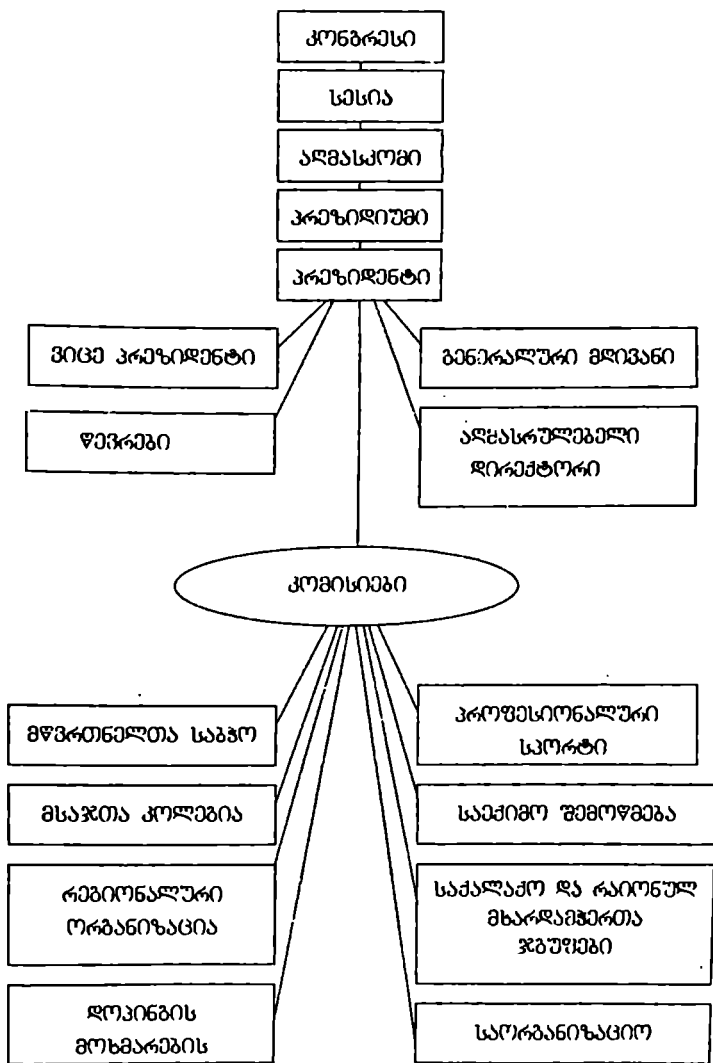 კონგრესი
სესია
აღმასკომი
პრეზიდიუმი
პრეზიდენტი
ვიცე პრეზიდენტი
გენერალური მდივანი
წევრები
აღმასრულებელი
დირექტორი
კომისიები
მწვრთნელთა საბჭო
პროფესიონალური
სპორტი
მსაჯთა კოლეგია
საექიმო შემოწმება
რეგიონალური
ორგანიზაცია
საქალაქო და რაიონულ
მხარდამჭერთა
ჯგუფები
დოპინგის
მოხმარების
საორგანიზაციო